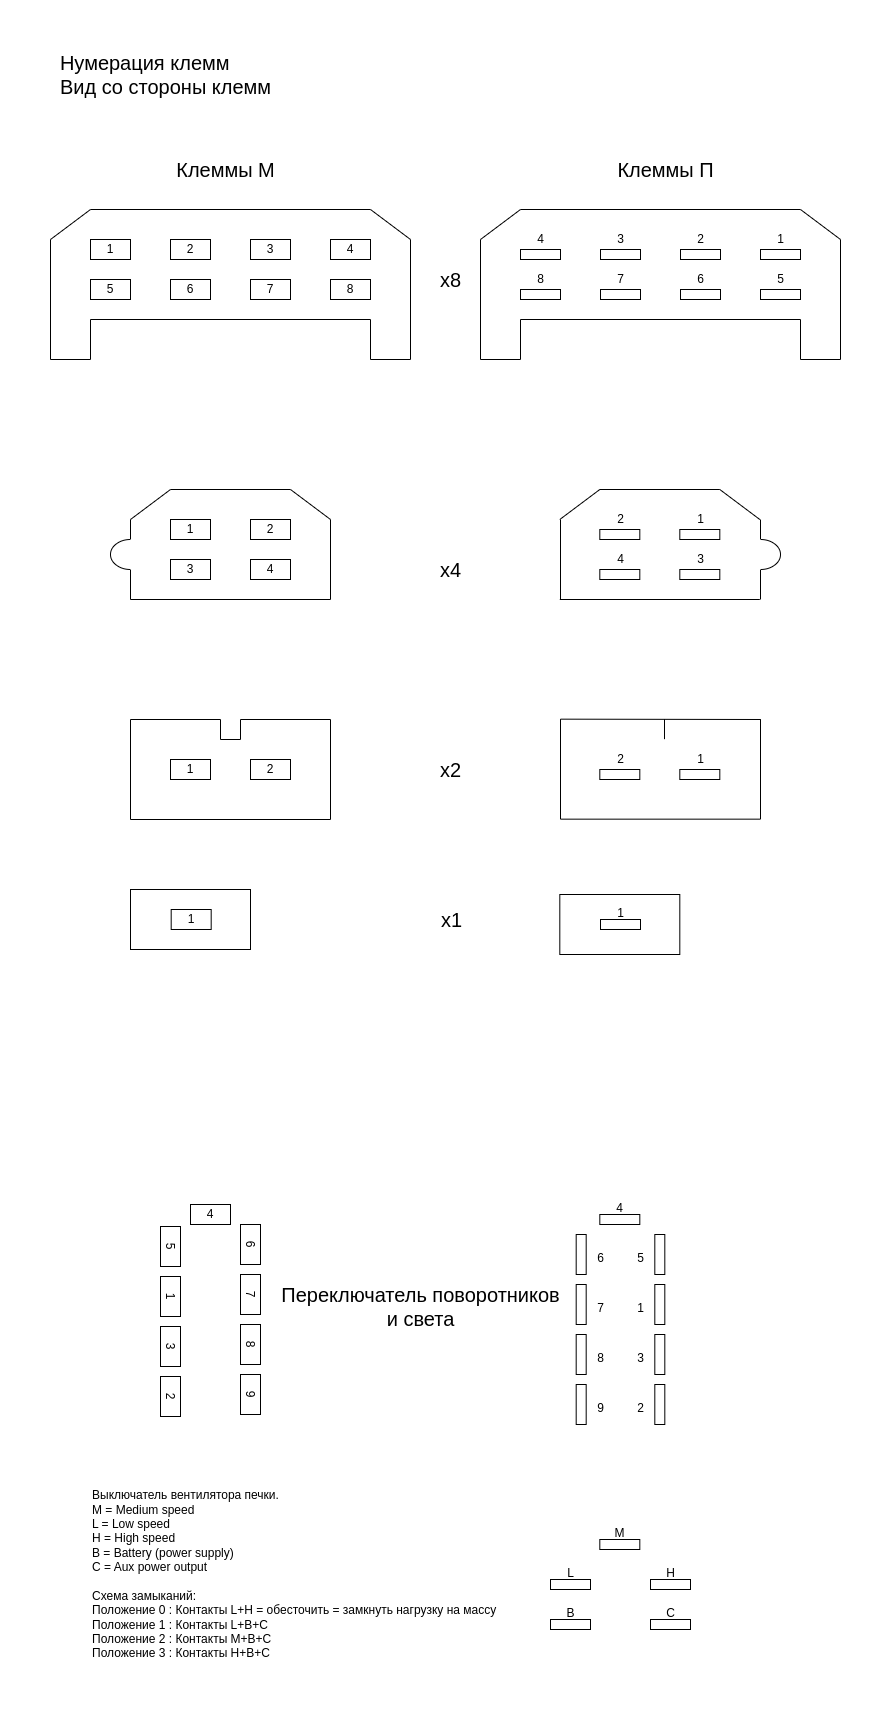 Нумерация клемм
Вид со стороны клемм
Клеммы М
Клеммы П
1 2 3 4
4 3 2 1
5 6 7 8
x8
8 7 6 5
1 2
2 1
3 4
x4
4 3
1 2
x2
2 1
1
x1
1
4
4
5 6
6 5
1 7
Переключатель поворотников
и света
7 1
3 8
8 3
2 9
9 2
Выключатель вентилятора печки.
M = Medium speed
L = Low speed
H = High speed
B = Battery (power supply)
C = Aux power output
Схема замыканий:
Положение 0 : Контакты L+H = обесточить = замкнуть нагрузку на массу
Положение 1 : Контакты L+B+C
Положение 2 : Контакты M+B+C
Положение 3 : Контакты H+B+C
M
L H
B C